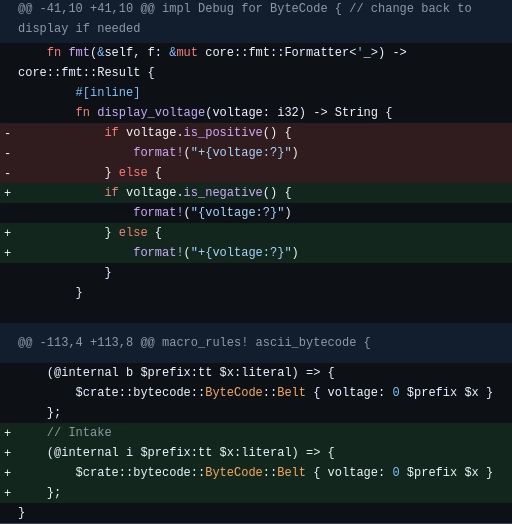 @@ -41,10 +41,10 @@ impl Debug for ByteCode { // change back to
display if needed
    fn fmt(&self, f: &mut core::fmt::Formatter<'_>) ->
core::fmt::Result {
        #[inline]
        fn display_voltage(voltage: i32) -> String {
-            if voltage.is_positive() {
-                format!("+{voltage:?}")
-            } else {
+            if voltage.is_negative() {
                format!("{voltage:?}")
+            } else {
+                format!("+{voltage:?}")
            }
        }
@@ -113,4 +113,8 @@ macro_rules! ascii_bytecode {
    (@internal b $prefix:tt $x:literal) => {
        $crate::bytecode::ByteCode::Belt { voltage: 0 $prefix $x }
    };
+    // Intake
+    (@internal i $prefix:tt $x:literal) => {
+        $crate::bytecode::ByteCode::Belt { voltage: 0 $prefix $x }
+    };
}